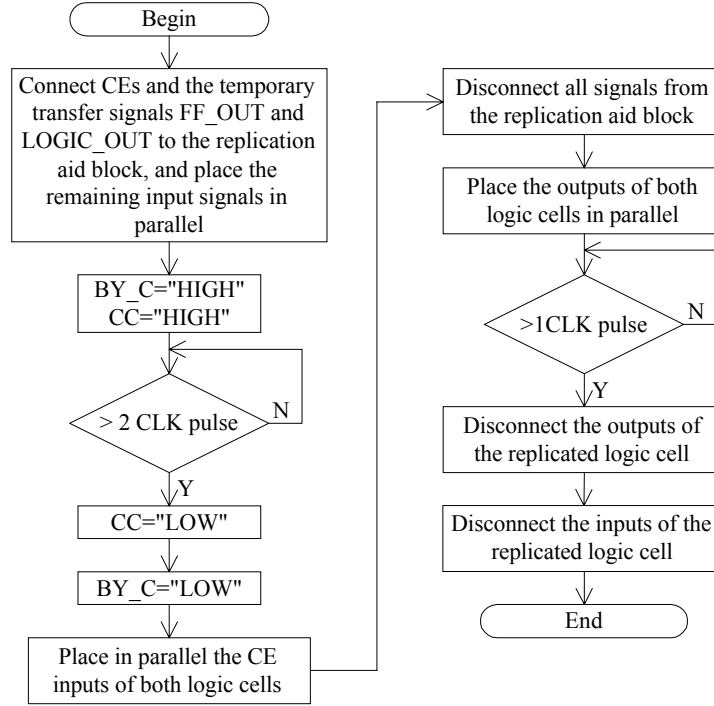 Begin
Connect CEs and the temporary
transfer signals FF_OUT and
LOGIC_OUT to the replication
aid block, and place the
remaining input signals in
parallel
BY_C="HIGH"
CC="HIGH"
> 2 CLK pulse
N
Y
CC="LOW"
BY_C="LOW"
Place in parallel the CE
inputs of both logic cells
Disconnect all signals from
the replication aid block
Place the outputs of both
logic cells in parallel
>1CLK pulse
N
Y
Disconnect the outputs of
the replicated logic cell
Disconnect the inputs of the
replicated logic cell
End